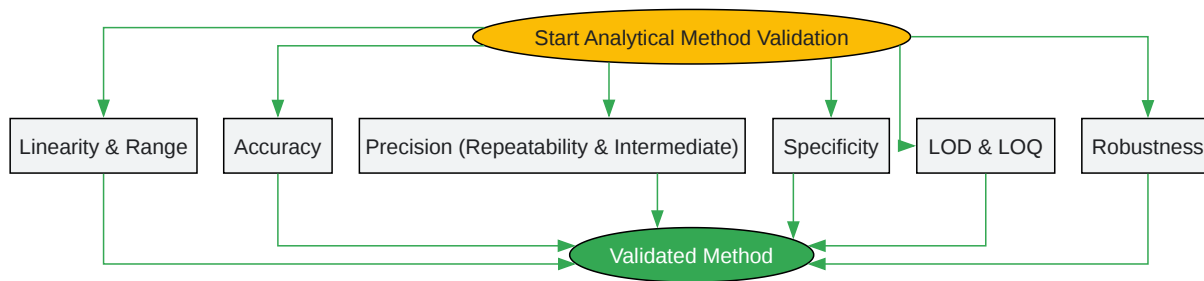 Start Analytical Method Validation
Linearity & Range
Accuracy
Precision (Repeatability & Intermediate)
Specificity
LOD & LOQ
Robustness
Validated Method